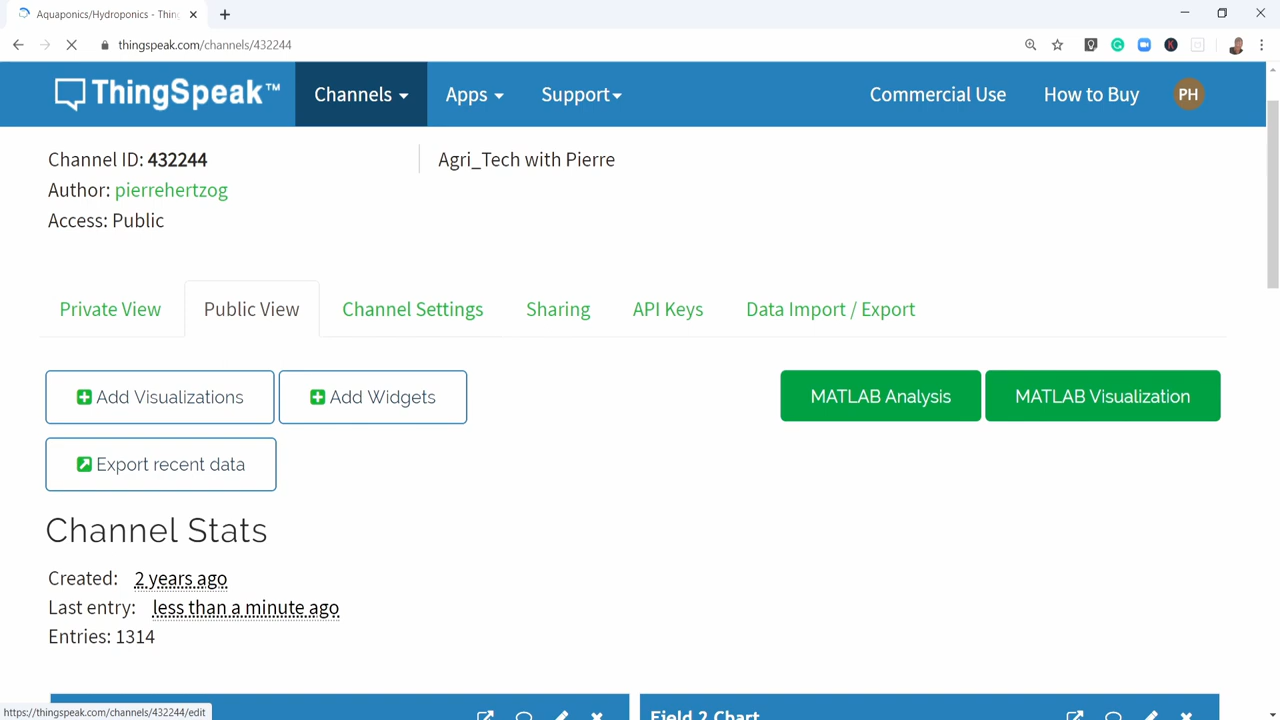 Aquaponics/Hydroponics - Thin
thingspeak.com/channels/432244
ThingSpeak™ Channels Apps Support Commercial Use How to Buy PH
Channel ID: 432244 Agri_Tech with Pierre
Author: pierrehertzog
Access: Public
Private View Public View Channel Settings Sharing API Keys Data Import / Export
Add Visualizations Add Widgets MATLAB Analysis MATLAB Visualization
Export recent data
Channel Stats
Created: 2 years ago
Last entry: less than a minute ago
Entries: 1314
Field 2 Chart
https://thingspeak.com/channels/432244/edit